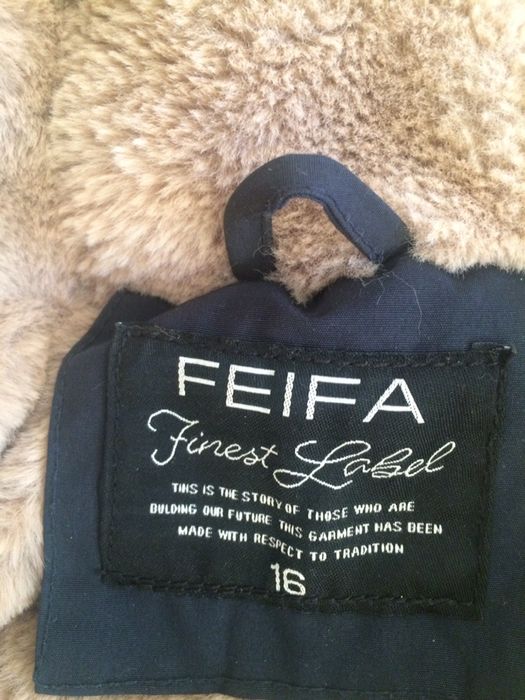 FEIFA
Finest Label
THIS IS THE STORY OF THOSE WHO ARE
BULDING OUR FUTURE THIS GARMENT HAS BEEN
MADE WITH RESPECT TO TRADITION
16